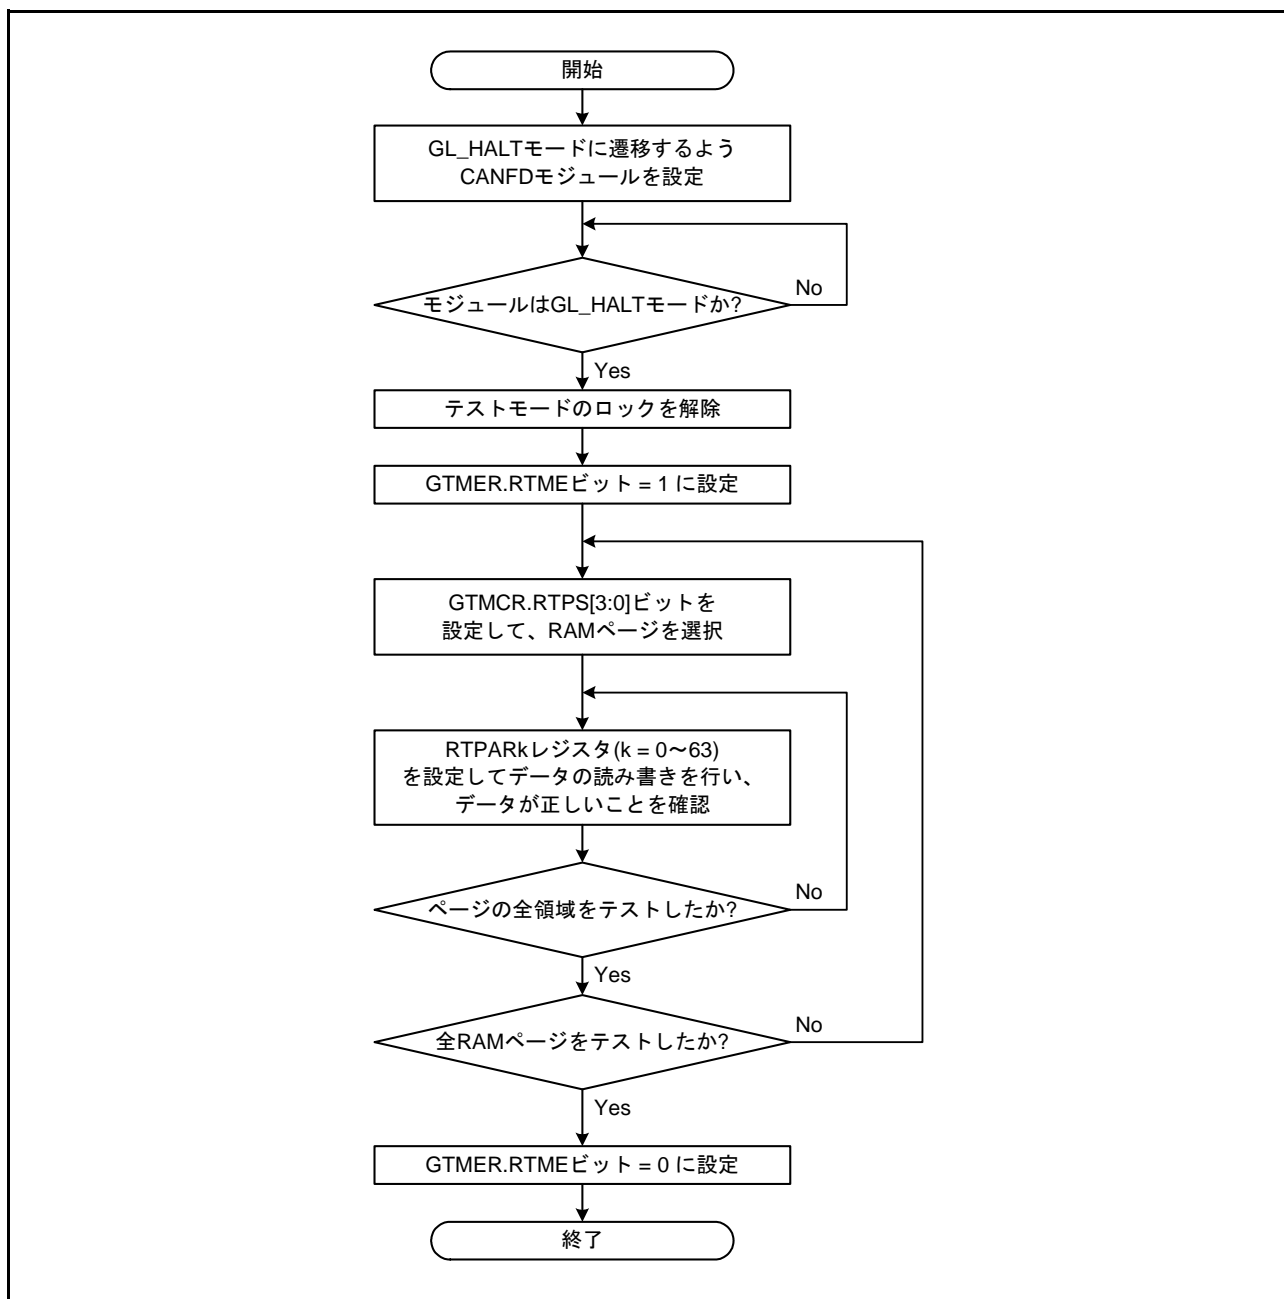 開始
GL_HALTモードに遷移するよう
CANFDモジュールを設定
モジュールはGL_HALTモードか?
No
Yes
テストモードのロックを解除
GTMER.RTMEビット = 1 に設定
GTMCR.RTPS[3:0]ビットを
設定して、RAMページを選択
RTPARkレジスタ(k = 0～63)
を設定してデータの読み書きを行い、
データが正しいことを確認
ページの全領域をテストしたか?
No
Yes
全RAMページをテストしたか?
No
Yes
GTMER.RTMEビット = 0 に設定
終了